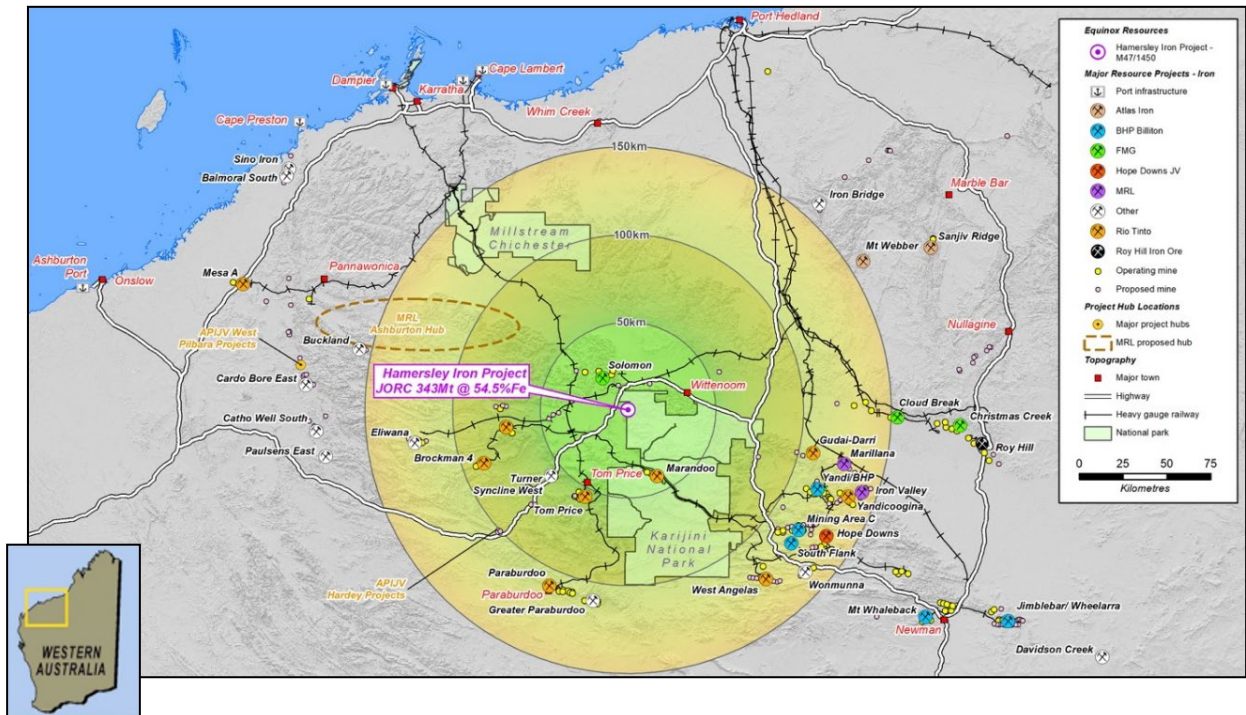 Port Hedland
Dampier
Karratha
Cape Lambert
Cape Preston
Whim Creek
Sino Iron
Balmoral South
150km
Marble Bar
Iron Bridge
Millstream
Chichester
100km
Sanjiv Ridge
Mt Webber
Ashburton
Port
Onslow
Mesa A
Pannawonica
MRL
Ashburton Hub
50km
Nullagine
APIJV West
Pilbara Projects
Buckland
Hamersley Iron Project
JORC 343Mt @ 54.5%Fe
Solomon
Wittenoom
Cardo Bore East
Cloud Break
Christmas Creek
Catho Well South
Eliwana
Paulsens East
Brockman 4
Gudai-Darri
Marillana
Roy Hill
Turner
Syncline West
Tom Price
Marandoo
Yandi/BHP
Iron Valley
Yandicoogina
Tom Price
Mining Area C
Hope Downs
Karijini
National
Park
South Flank
APIJV
Hardey Projects
Paraburdoo
Paraburdoo
Greater Paraburdoo
West Angelas
Wonmunna
Mt Whaleback
Newman
Jimblebar/ Wheelarra
Davidson Creek
Equinox Resources
Hamersley Iron Project -
M47/1450
Major Resource Projects - Iron
Port infrastructure
Atlas Iron
BHP Billiton
FMG
Hope Downs JV
MRL
Other
Rio Tinto
Roy Hill Iron Ore
Operating mine
Proposed mine
Project Hub Locations
Major project hubs
MRL proposed hub
Topography
Major town
Highway
Heavy gauge railway
National park
0 25 50 75
Kilometres
WESTERN
AUSTRALIA